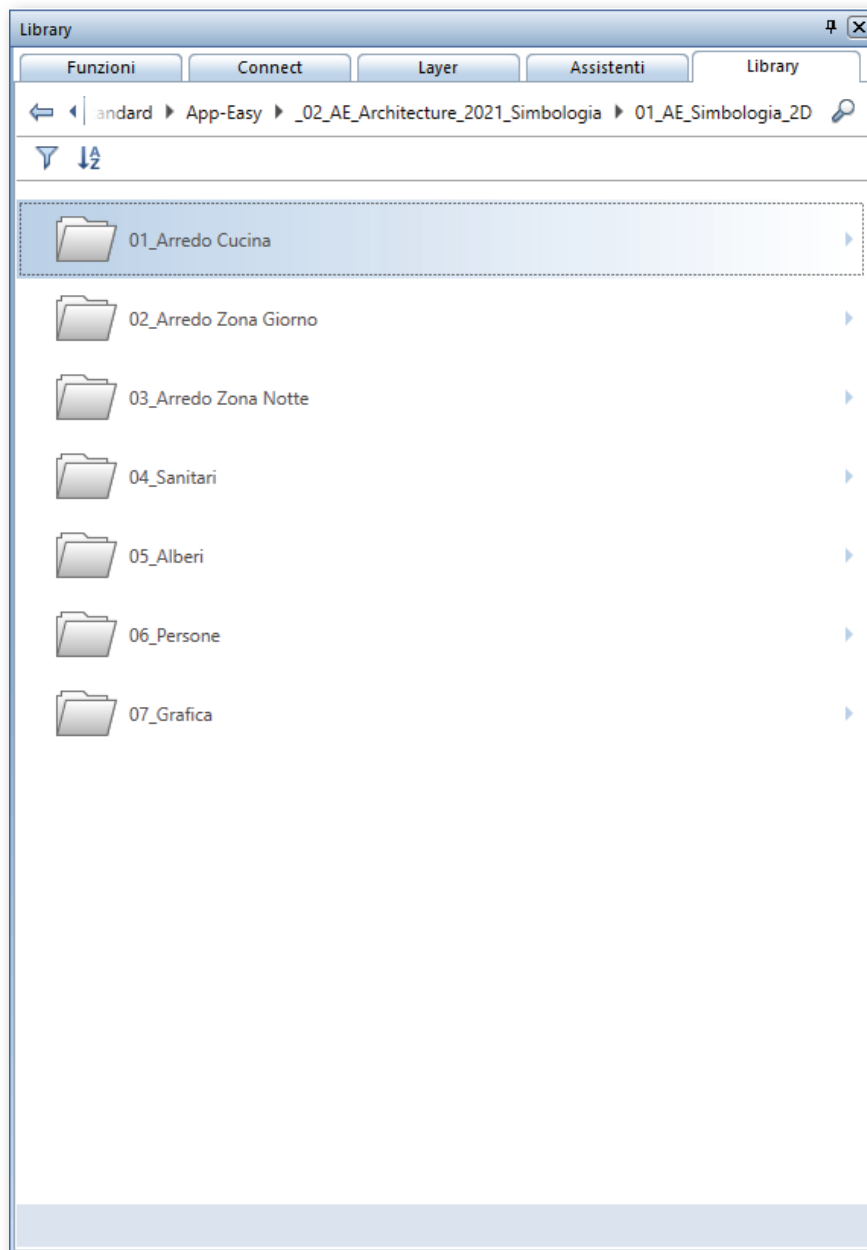 Library
Funzioni Connect Layer Assistenti Library
andard App-Easy _02_AE_Architecture_2021_Simbologia 01_AE_Simbologia_2D
AZ
01_Arredo Cucina
02_Arredo Zona Giorno
03_Arredo Zona Notte
04_Sanitari
05_Alberi
06_Persone
07_Grafica